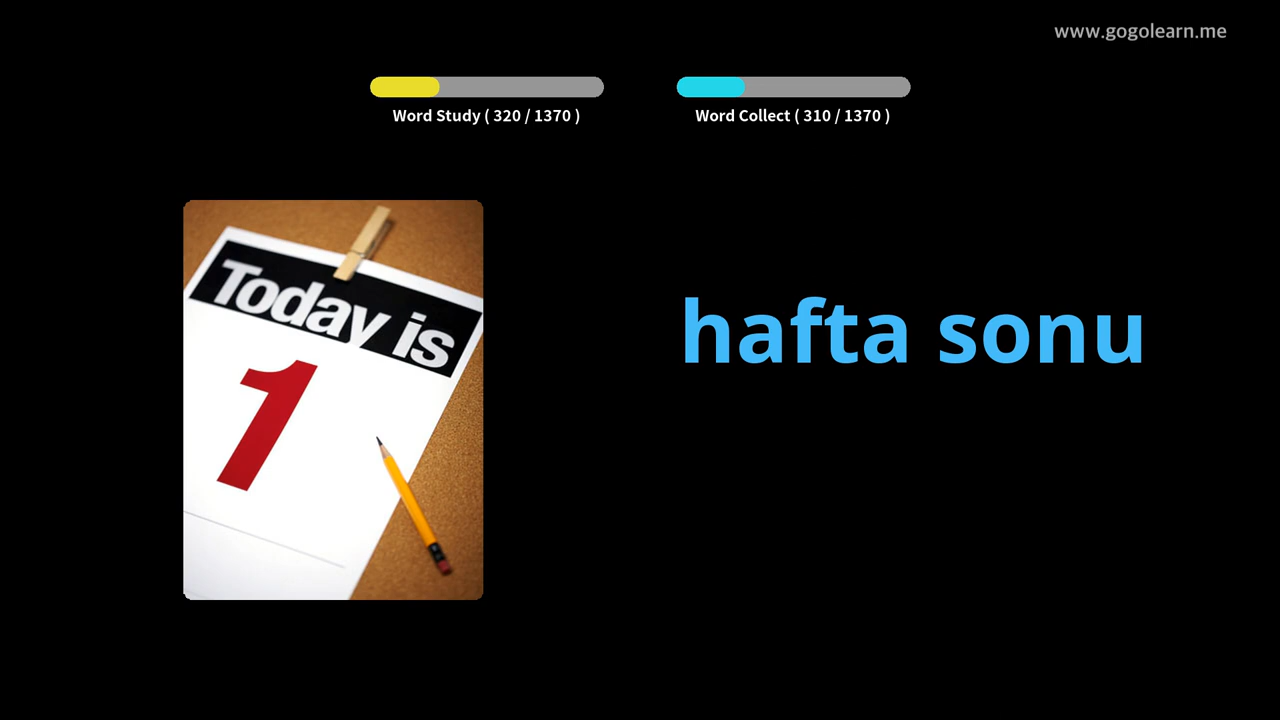 www.gogolearn.me
Word Study ( 320 / 1370 )
Word Collect ( 310 / 1370 )
Today is
1
hafta sonu